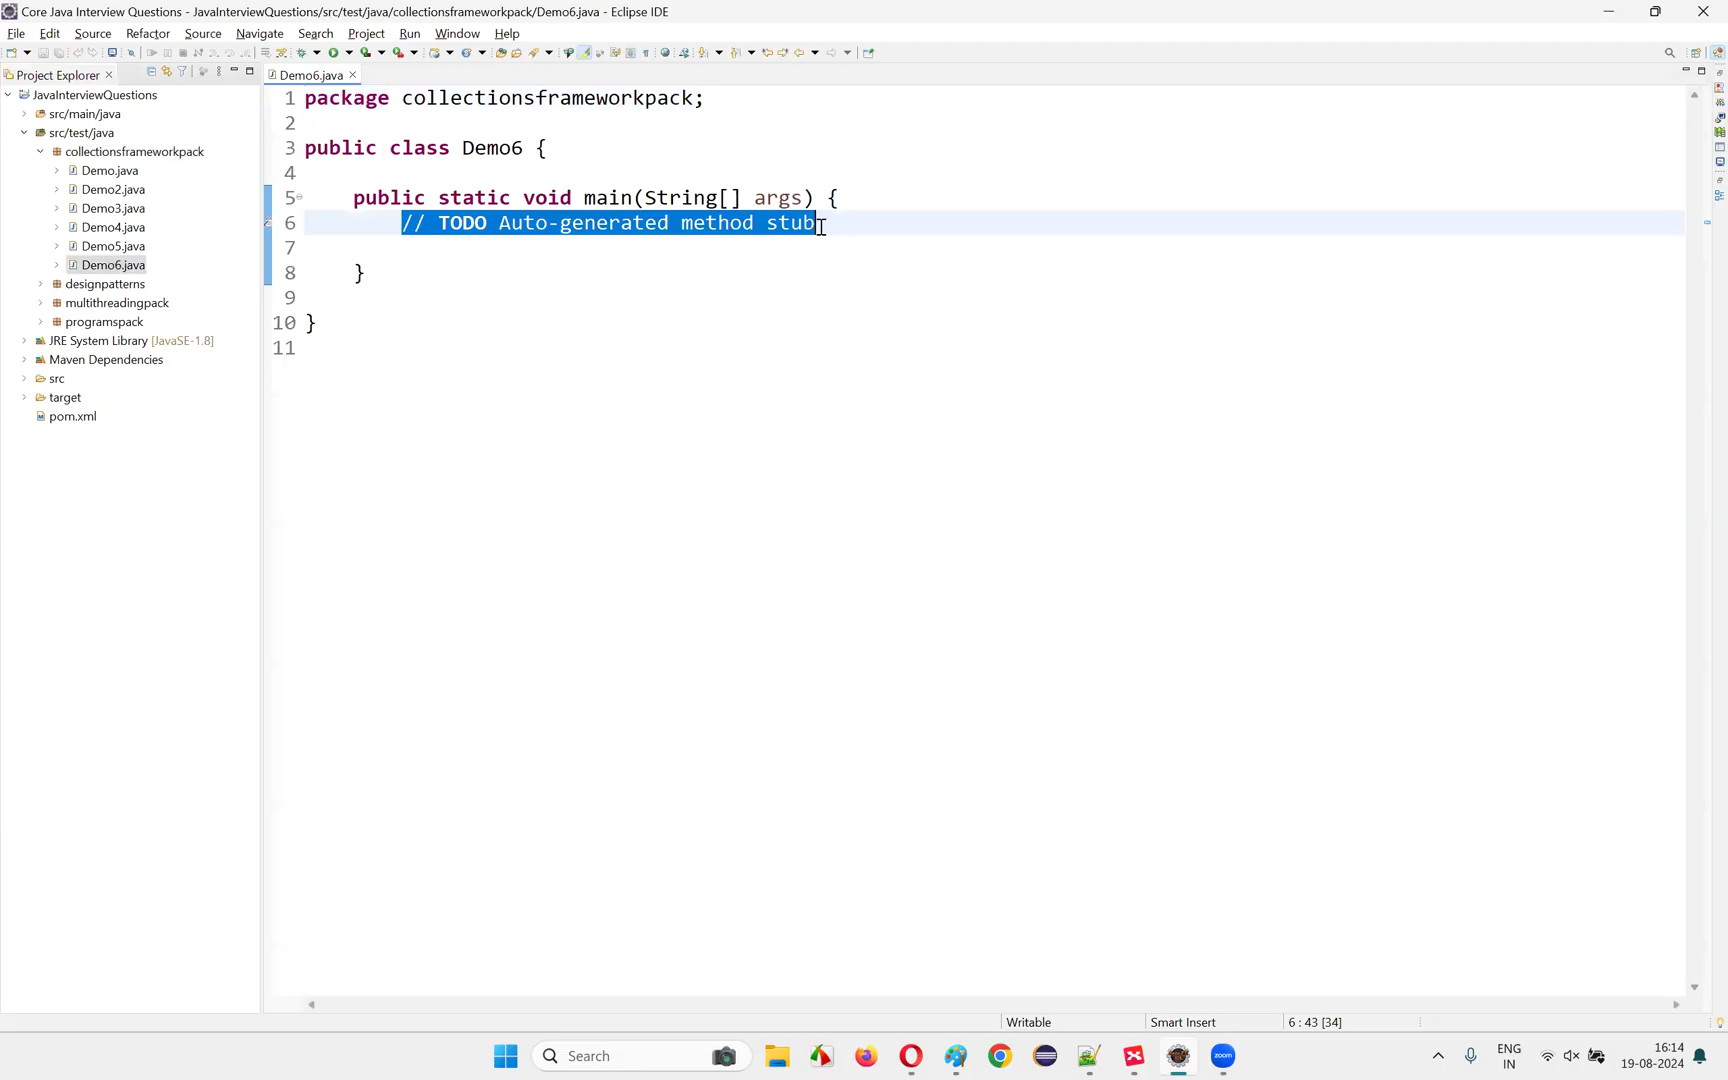 Core Java Interview Questions - JavaInterviewQuestions/src/test/java/collectionsframeworkpack/Demo6.java - Eclipse IDE
File Edit Source Refactor Source Navigate Search Project Run Window Help
Project Explorer
Demo6.java
JavaInterviewQuestions
src/main/java
src/test/java
collectionsframeworkpack
Demo.java
Demo2.java
Demo3.java
Demo4.java
Demo5.java
Demo6.java
designpatterns
multithreadingpack
programspack
JRE System Library [JavaSE-1.8]
Maven Dependencies
src
target
pom.xml
1 package collectionsframeworkpack;
2
3 public class Demo6 {
4
5 public static void main(String[] args) {
6 // TODO Auto-generated method stub
7
8 }
9
10 }
11
Writable Smart Insert 6 : 43 [34]
Search
zoom
ENG
IN
16:14
19-08-2024